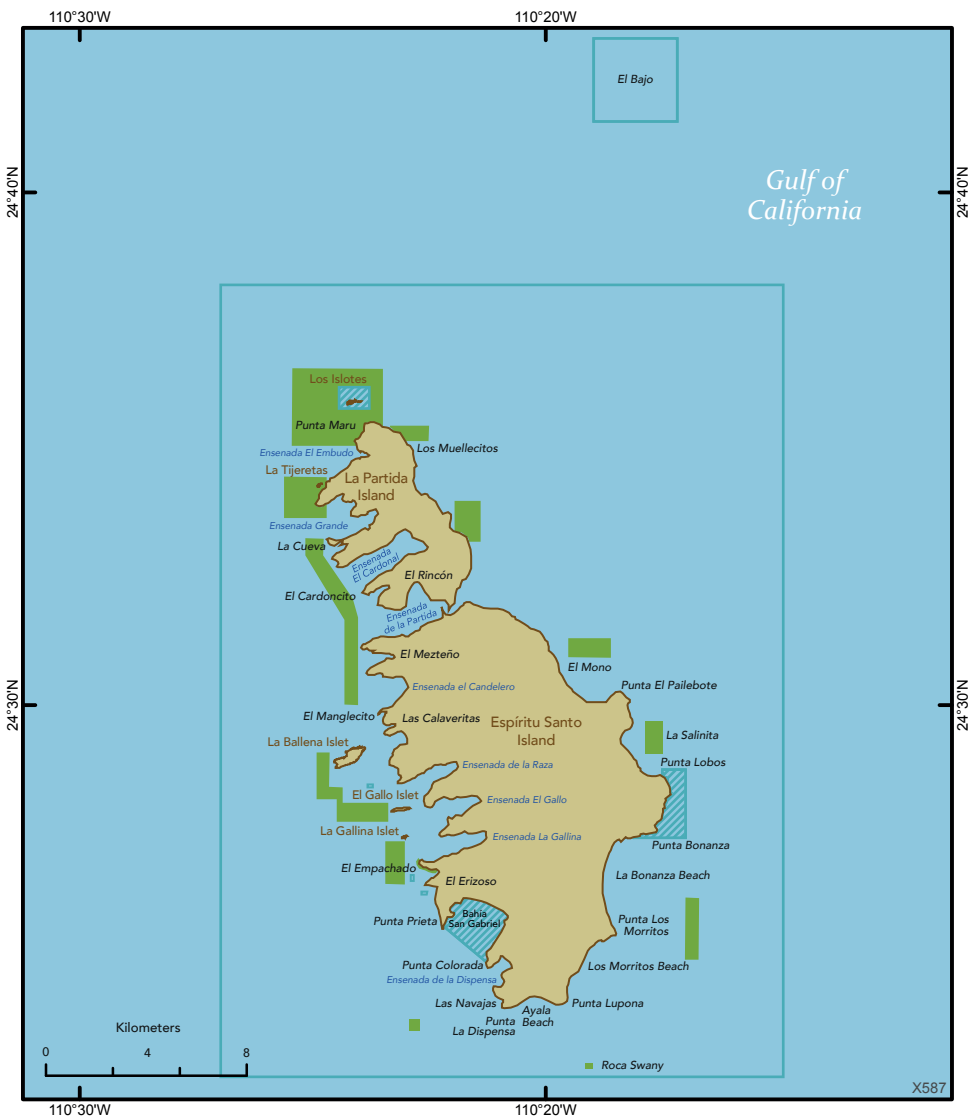 110°30'W
110°20'W
El Bajo
24°40'N
24°40'N
Gulf of
California
Los Islotes
Punta Maru
Los Muellecitos
Ensenada El Embudo
La Tijeretas
La Partida
Island
Ensenada Grande
La Cueva
Ensenada
El Cardonal
El Rincón
El Cardoncito
Ensenada
de la Partida
El Mezteño
El Mono
Ensenada el Candelero
Punta El Pailebote
24°30'N
24°30'N
El Manglecito
Las Calaveritas
Espíritu Santo
Island
La Salinita
La Ballena Islet
Ensenada de la Raza
Punta Lobos
El Gallo Islet
Ensenada El Gallo
La Gallina Islet
Ensenada La Gallina
Punta Bonanza
El Empachado
El Erizoso
La Bonanza Beach
Bahia
San Gabriel
Punta Prieta
Punta Los
Morritos
Punta Colorada
Los Morritos Beach
Ensenada de la Dispensa
Las Navajas
Punta Lupona
Ayala
Beach
Punta
La Dispensa
Kilometers
0
4
8
Roca Swany
X587
110°30'W
110°20'W